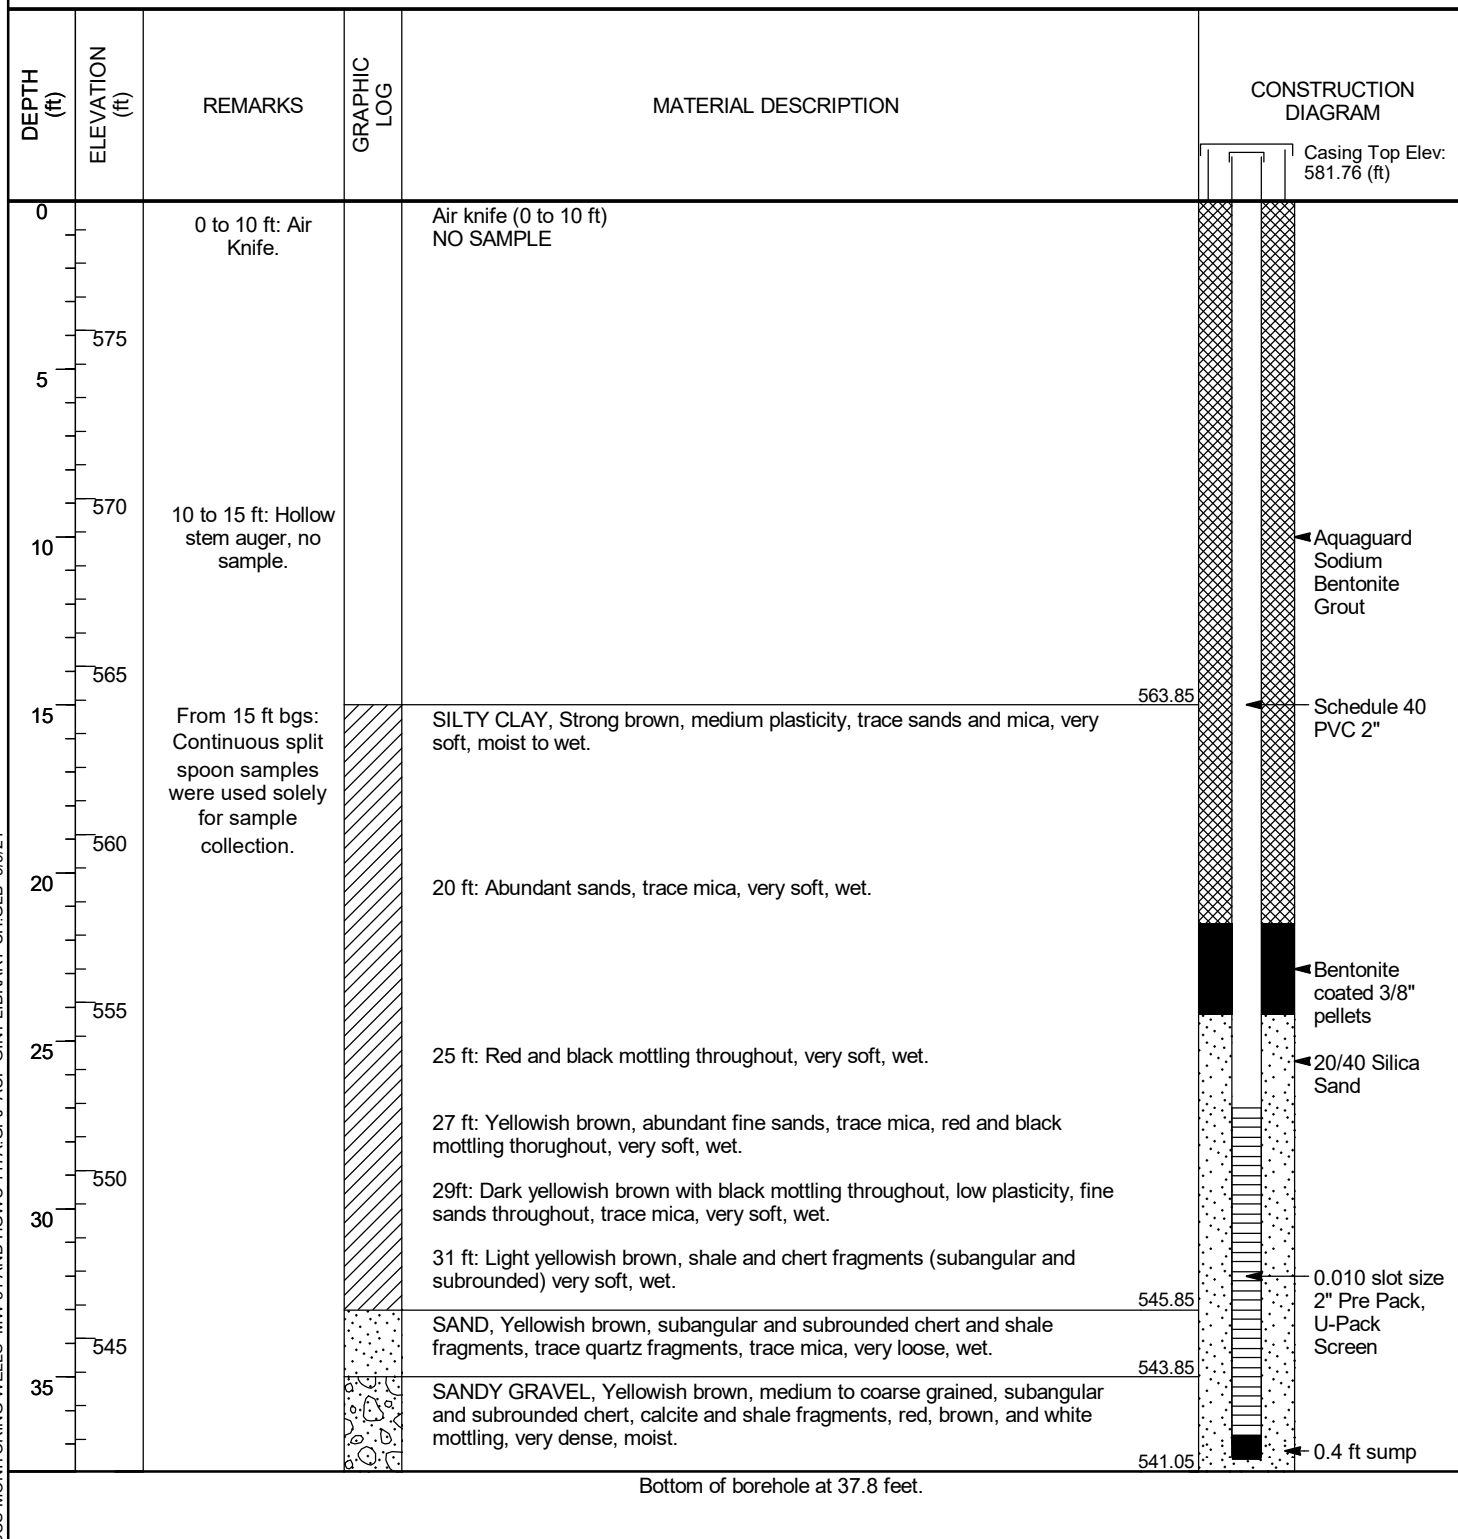 DEPTH
(ft)
ELEVATION
(ft)
REMARKS
GRAPHIC
LOG
MATERIAL DESCRIPTION
CONSTRUCTION
DIAGRAM
Casing Top Elev:
581.76 (ft)
0
0 to 10 ft: Air
Knife.
Air knife (0 to 10 ft)
NO SAMPLE
575
5
570
10 to 15 ft: Hollow
stem auger, no
sample.
10
Aquaguard
Sodium
Bentonite
Grout
565
563.85
15
From 15 ft bgs:
Continuous split
spoon samples
were used solely
for sample
collection.
SILTY CLAY, Strong brown, medium plasticity, trace sands and mica, very
soft, moist to wet.
Schedule 40
PVC 2"
560
20
20 ft: Abundant sands, trace mica, very soft, wet.
Bentonite
coated 3/8"
pellets
555
25
25 ft: Red and black mottling throughout, very soft, wet.
20/40 Silica
Sand
27 ft: Yellowish brown, abundant fine sands, trace mica, red and black
mottling thorughout, very soft, wet.
550
29ft: Dark yellowish brown with black mottling throughout, low plasticity, fine
sands throughout, trace mica, very soft, wet.
30
31 ft: Light yellowish brown, shale and chert fragments (subangular and
subrounded) very soft, wet.
0.010 slot size
2" Pre Pack,
U-Pack
Screen
545.85
SAND, Yellowish brown, subangular and subrounded chert and shale
fragments, trace quartz fragments, trace mica, very loose, wet.
545
543.85
35
SANDY GRAVEL, Yellowish brown, medium to coarse grained, subangular
and subrounded chert, calcite and shale fragments, red, brown, and white
mottling, very dense, moist.
0.4 ft sump
541.05
Bottom of borehole at 37.8 feet.